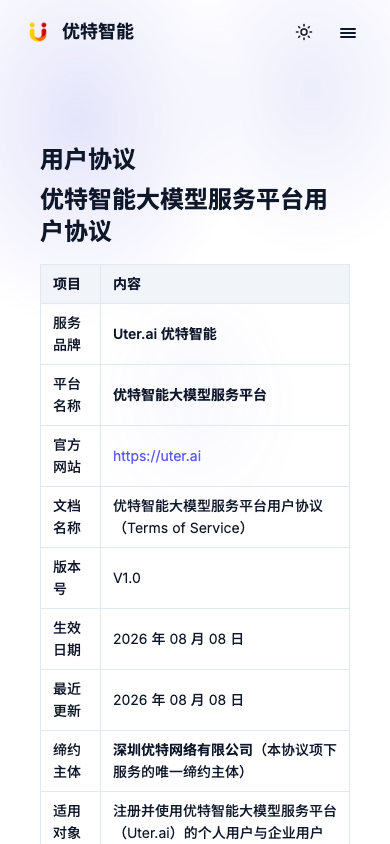 优特智能
用户协议
优特智能大模型服务平台用
户协议
项目 内容
服务
品牌
Uter.ai 优特智能
平台
名称
优特智能大模型服务平台
官方
网站
https://uter.ai
文档
名称
优特智能大模型服务平台用户协议
（Terms of Service）
版本
号
V1.0
生效
日期
2026 年 08 月 08 日
最近
更新
2026 年 08 月 08 日
缔约
主体
深圳优特网络有限公司（本协议项下
服务的唯一缔约主体）
适用
对象
注册并使用优特智能大模型服务平台
（Uter.ai）的个人用户与企业用户